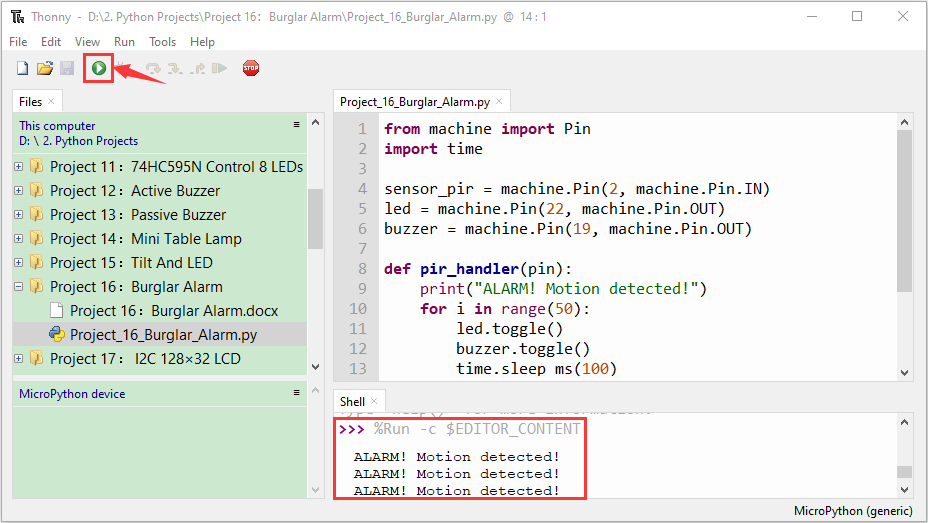 Thonny - D:\2. Python Projects\Project 16：Burglar Alarm\Project_16_Burglar_Alarm.py @ 14 : 1
File Edit View Run Tools Help
STOP
Files
This computer
D: \ 2. Python Projects
Project 11：74HC595N Control 8 LEDs
Project 12：Active Buzzer
Project 13：Passive Buzzer
Project 14：Mini Table Lamp
Project 15：Tilt And LED
Project 16：Burglar Alarm
Project 16：Burglar Alarm.docx
Project_16_Burglar_Alarm.py
Project 17： I2C 128×32 LCD
MicroPython device
Project_16_Burglar_Alarm.py
1 from machine import Pin
2 import time
3
4 sensor_pir = machine.Pin(2, machine.Pin.IN)
5 led = machine.Pin(22, machine.Pin.OUT)
6 buzzer = machine.Pin(19, machine.Pin.OUT)
7
8 def pir_handler(pin):
9 print("ALARM! Motion detected!")
10 for i in range(50):
11 led.toggle()
12 buzzer.toggle()
13 time.sleep_ms(100)
Shell
Type "help()" for more information.
>>> %Run -c $EDITOR_CONTENT
ALARM! Motion detected!
ALARM! Motion detected!
ALARM! Motion detected!
MicroPython (generic)